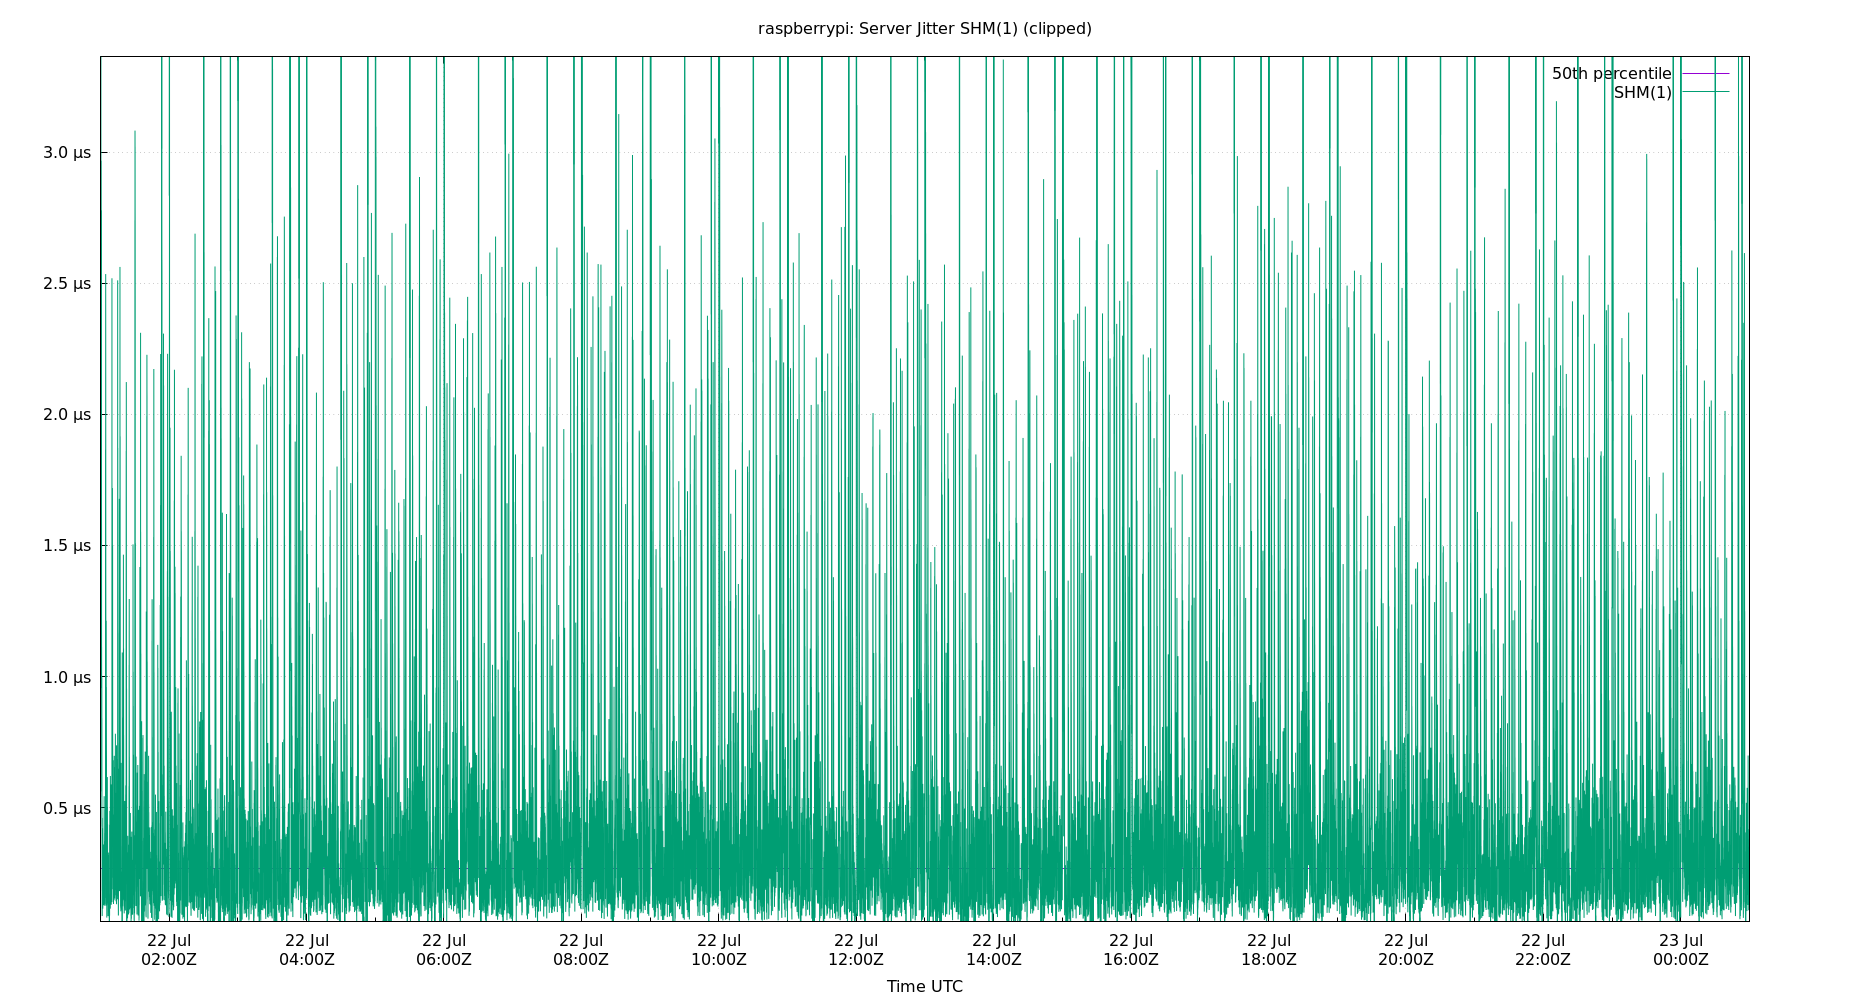 raspberrypi: Server Jitter SHM(1) (clipped)
50th percentile
SHM(1)
3.0 µs
2.5 µs
2.0 µs
1.5 µs
1.0 µs
0.5 µs
22 Jul 22 Jul 22 Jul 22 Jul 22 Jul 22 Jul 22 Jul 22 Jul 22 Jul 22 Jul 22 Jul 23 Jul
02:00Z 04:00Z 06:00Z 08:00Z 10:00Z 12:00Z 14:00Z 16:00Z 18:00Z 20:00Z 22:00Z 00:00Z
Time UTC